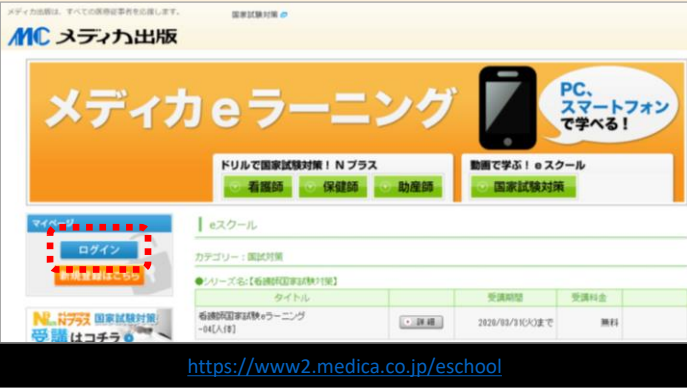 メディカ出版は、すべての医療従事者を応援します。
国家試験対策
MC メディカ出版
メディカeラーニング
PC、
スマートフォン
で学べる！
ドリルで国家試験対策！Nプラス
看護師 保健師 助産師
動画で学ぶ！eスクール
国家試験対策
マイページ
ログイン
新規登録はこちら
eスクール
カテゴリー：国試対策
●シリーズ名:【看護師国家試験対策】
タイトル 受講期間 受講料金
看護師国家試験eラーニング
-04[人体]
詳細
2020/03/31(火)まで
無料
Nプラス 国家試験対策
受講はコチラ
https://www2.medica.co.jp/eschool